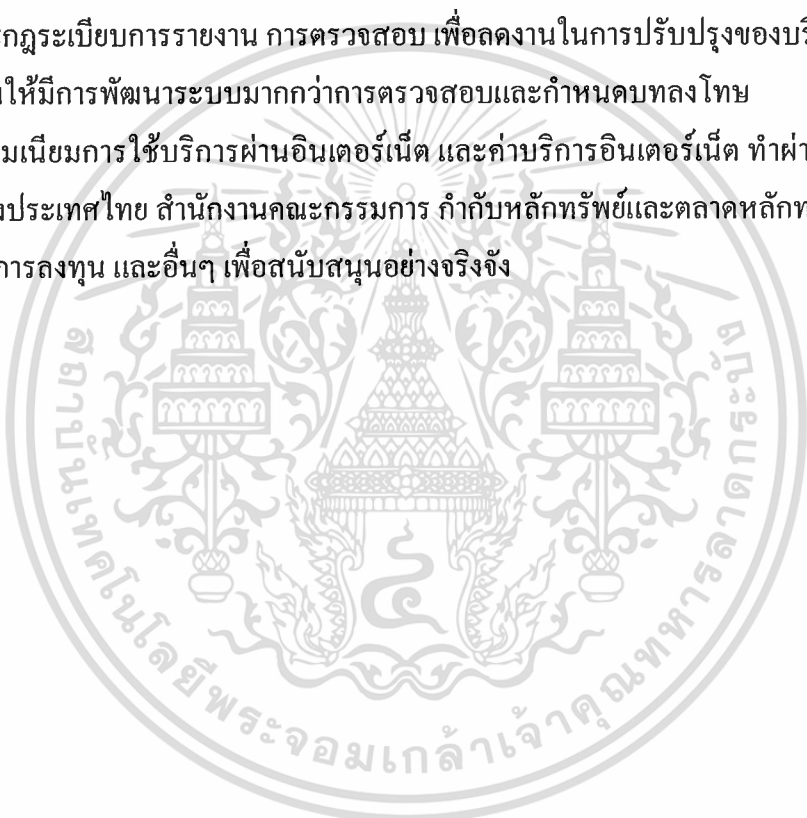 กฎระเบียบการรายงาน การตรวจสอบ เพื่อลดงานในการปรับปรุงของบริ
ให้มีการพัฒนาระบบมากกว่าการตรวจสอบและกำหนดบทลงโทษ
มเนียมการใช้บริการผ่านอินเตอร์เน็ต และค่าบริการอินเตอร์เน็ต ทำผ่า
งประเทศไทย สำนักงานคณะกรรมการ กำกับหลักทรัพย์และตลาดหลักท
การลงทุน และอื่นๆ เพื่อสนับสนุนอย่างจริงจัง
สถาบันเทคโนโลยีพระจอมเกล้าเจ้าคุณทหารลาดกระบัง